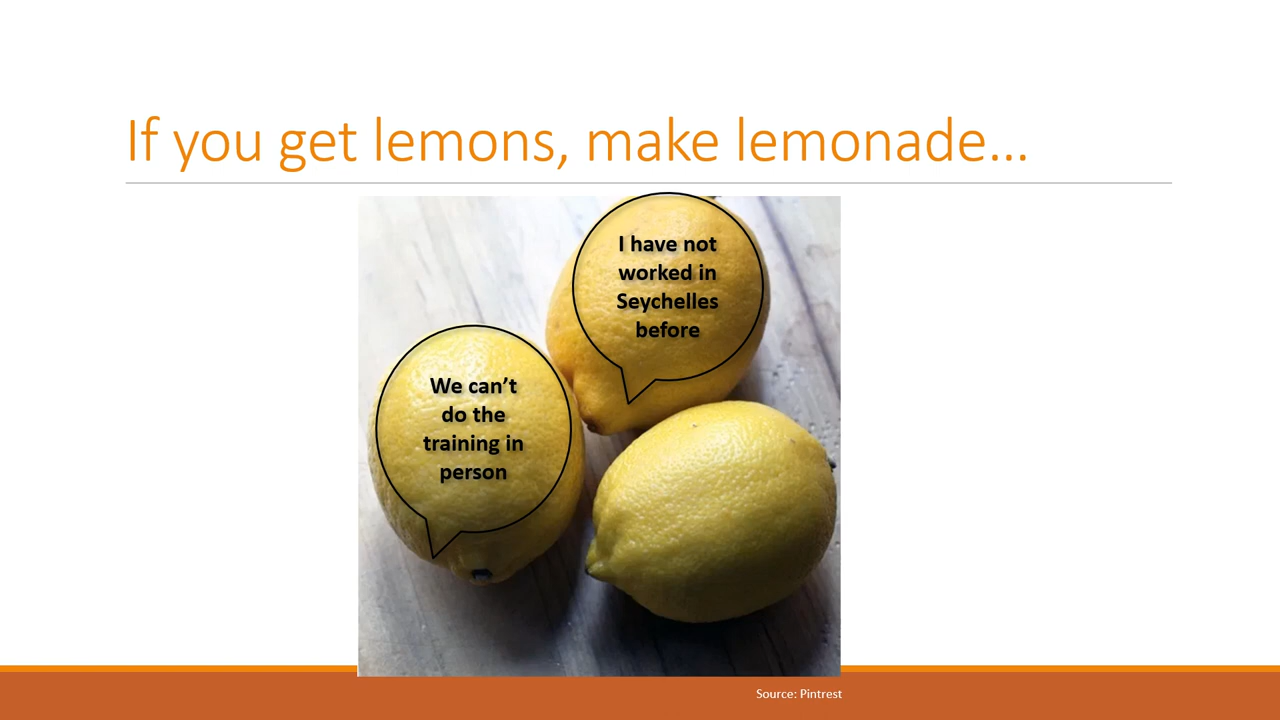 If you get lemons, make lemonade...
I have not
worked in
Seychelles
before
We can't
do the
training in
person
Source: Pintrest